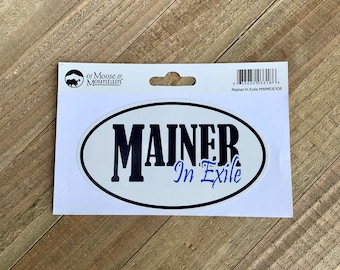 Of Moose &
Mountain
Mainer In Exile
MAINER
In Exile